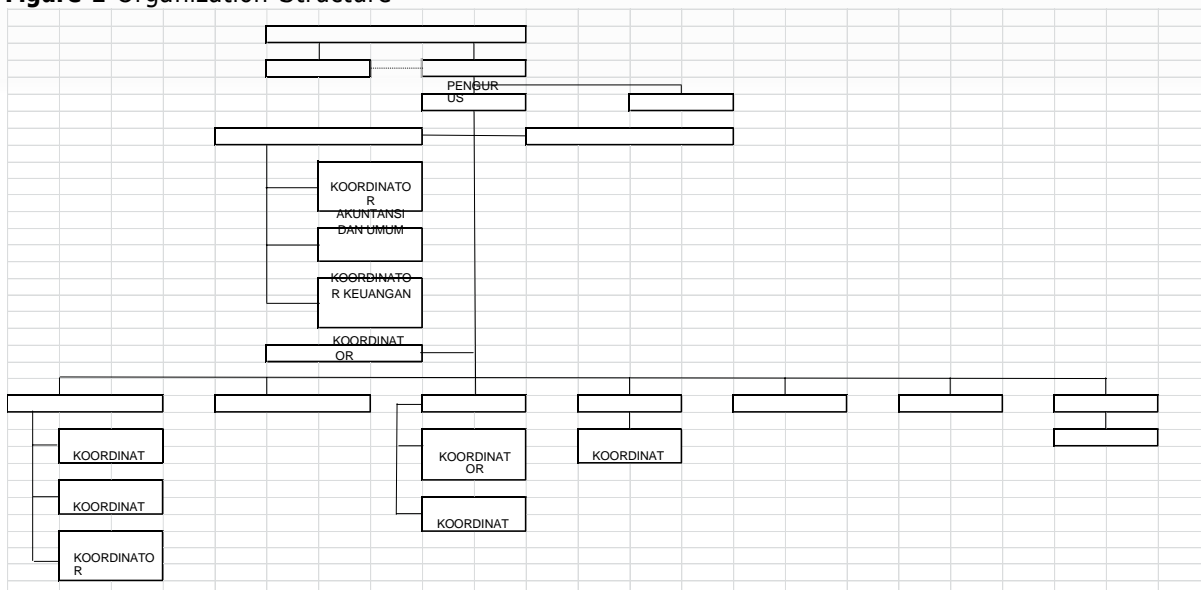 Figure 1 Organization Structure
PENGUR
US
KOORDINATO
R
AKUNTANSI
DAN UMUM
KOORDINATO
R KEUANGAN
KOORDINAT
OR
KOORDINAT
KOORDINAT
OR
KOORDINAT
KOORDINAT
KOORDINAT
KOORDINATO
R